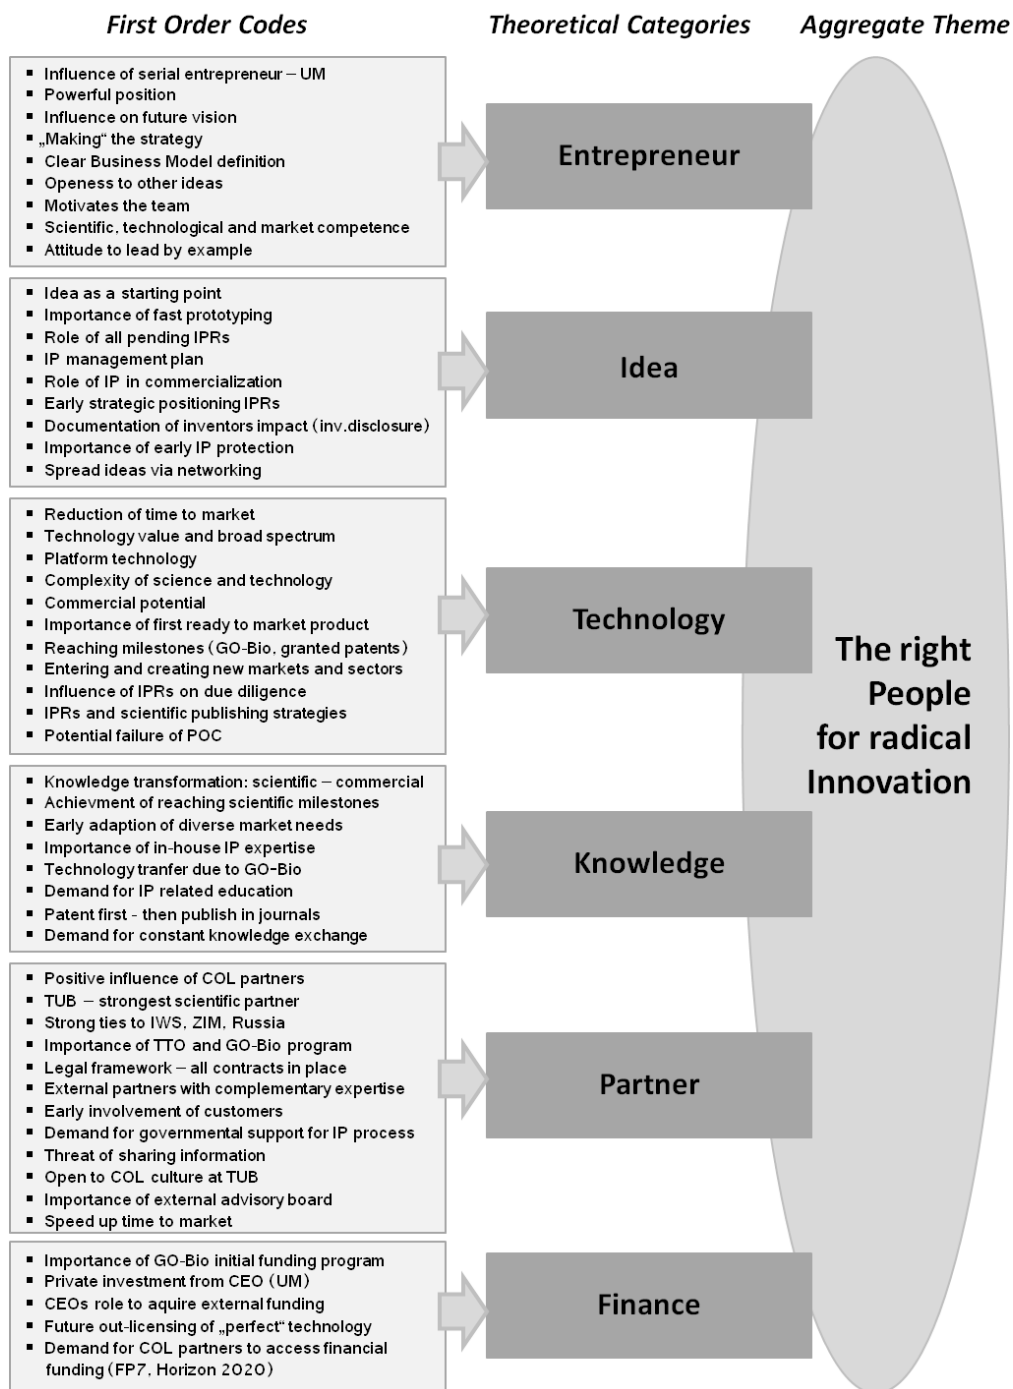 First Order Codes
Theoretical Categories
Aggregate Theme
▪ Influence of serial entrepreneur – UM
▪ Powerful position
▪ Influence on future vision
▪ „Making“ the strategy
▪ Clear Business Model definition
▪ Openess to other ideas
▪ Motivates the team
▪ Scientific, technological and market competence
▪ Attitude to lead by example
Entrepreneur
▪ Idea as a starting point
▪ Importance of fast prototyping
▪ Role of all pending IPRs
▪ IP management plan
▪ Role of IP in commercialization
▪ Early strategic positioning IPRs
▪ Documentation of inventors impact (inv.disclosure)
▪ Importance of early IP protection
▪ Spread ideas via networking
Idea
▪ Reduction of time to market
▪ Technology value and broad spectrum
▪ Platform technology
▪ Complexity of science and technology
▪ Commercial potential
▪ Importance of first ready to market product
▪ Reaching milestones (GO-Bio, granted patents)
▪ Entering and creating new markets and sectors
▪ Influence of IPRs on due diligence
▪ IPRs and scientific publishing strategies
▪ Potential failure of POC
Technology
▪ Knowledge transformation: scientific – commercial
▪ Achievment of reaching scientific milestones
▪ Early adaption of diverse market needs
▪ Importance of in-house IP expertise
▪ Technology tranfer due to GO-Bio
▪ Demand for IP related education
▪ Patent first - then publish in journals
▪ Demand for constant knowledge exchange
Knowledge
▪ Positive influence of COL partners
▪ TUB – strongest scientific partner
▪ Strong ties to IWS, ZIM, Russia
▪ Importance of TTO and GO-Bio program
▪ Legal framework – all contracts in place
▪ External partners with complementary expertise
▪ Early involvement of customers
▪ Demand for governmental support for IP process
▪ Threat of sharing information
▪ Open to COL culture at TUB
▪ Importance of external advisory board
▪ Speed up time to market
Partner
▪ Importance of GO-Bio initial funding program
▪ Private investment from CEO (UM)
▪ CEOs role to aquire external funding
▪ Future out-licensing of „perfect“ technology
▪ Demand for COL partners to access financial
funding (FP7, Horizon 2020)
Finance
The right
People
for radical
Innovation